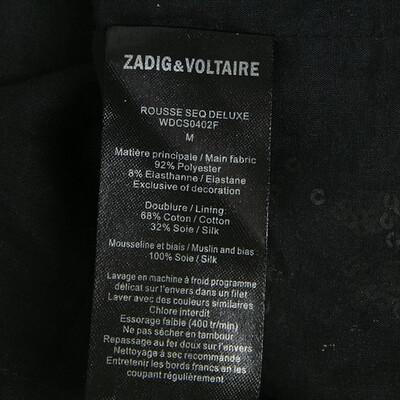 ZADIG&VOLTAIRE
ROUSSE SEQ DELUXE
WDCS0402F
M
Matière principale / Main fabric
92% Polyester
8% Elasthanne / Elastane
Exclusive of decoration
Doublure / Lining
68% Coton / Cotton
32% Soie / Silk
Mousseline et biais / Muslin and bias
100% Soie / Silk
Lavage en machine à froid programme
délicat sur l'envers dans un filet
Laver avec des couleurs similaires
Chlore interdit
Essorage faible (400 tr/min)
Ne pas sécher en tambour
Repassage au fer doux sur l'envers
Nettoyage à sec recommandé
Entretenir les bords francs en les
coupant régulièrement